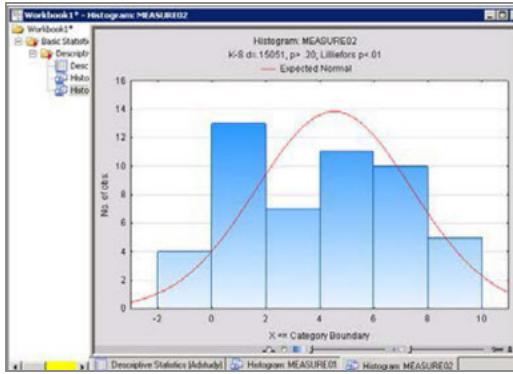 Workbook1* - Histogram: MEASURE02
Workbook1*
Basic Statisti
Descripti
Desc
Histo
Histo
Histogram: MEASURE02
K-S d=.15051, p> .20; Lilliefors p<.01
Expected Normal
No. of obs.
16
14
12
10
8
6
4
2
0
-2 0 2 4 6 8 10
X <= Category Boundary
Descriptive Statistics (Adstudy) Histogram: MEASURE01 Histogram: MEASURE02